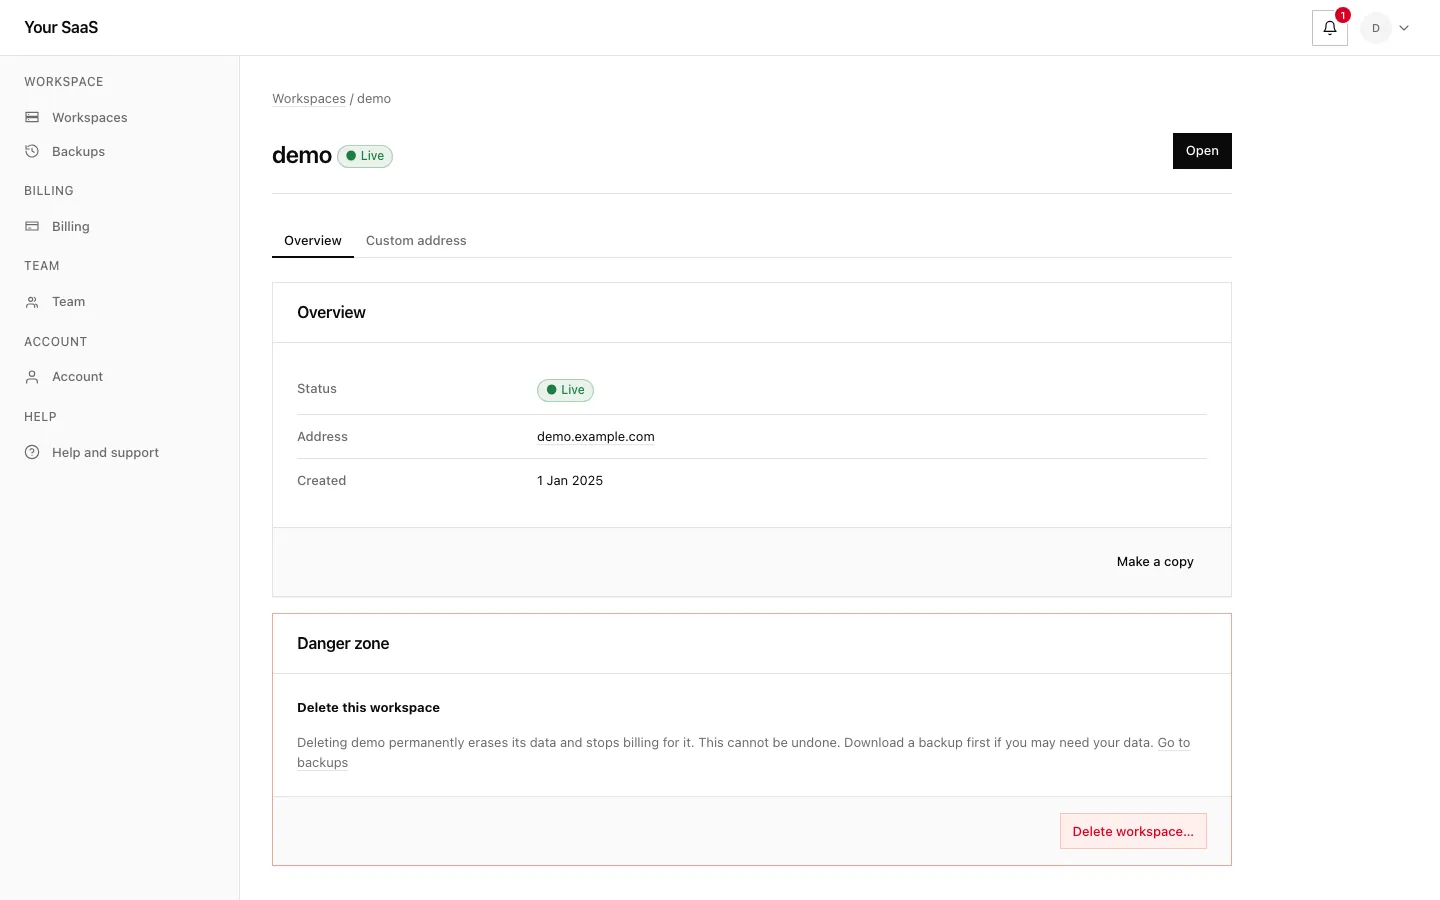 Your SaaS
1
D
WORKSPACE
Workspaces
Backups
BILLING
Billing
TEAM
Team
ACCOUNT
Account
HELP
Help and support
Workspaces / demo
demo
Live
Open
Overview
Custom address
Overview
Status
Live
Address
demo.example.com
Created
1 Jan 2025
Make a copy
Danger zone
Delete this workspace
Deleting demo permanently erases its data and stops billing for it. This cannot be undone. Download a backup first if you may need your data. Go to
backups
Delete workspace...